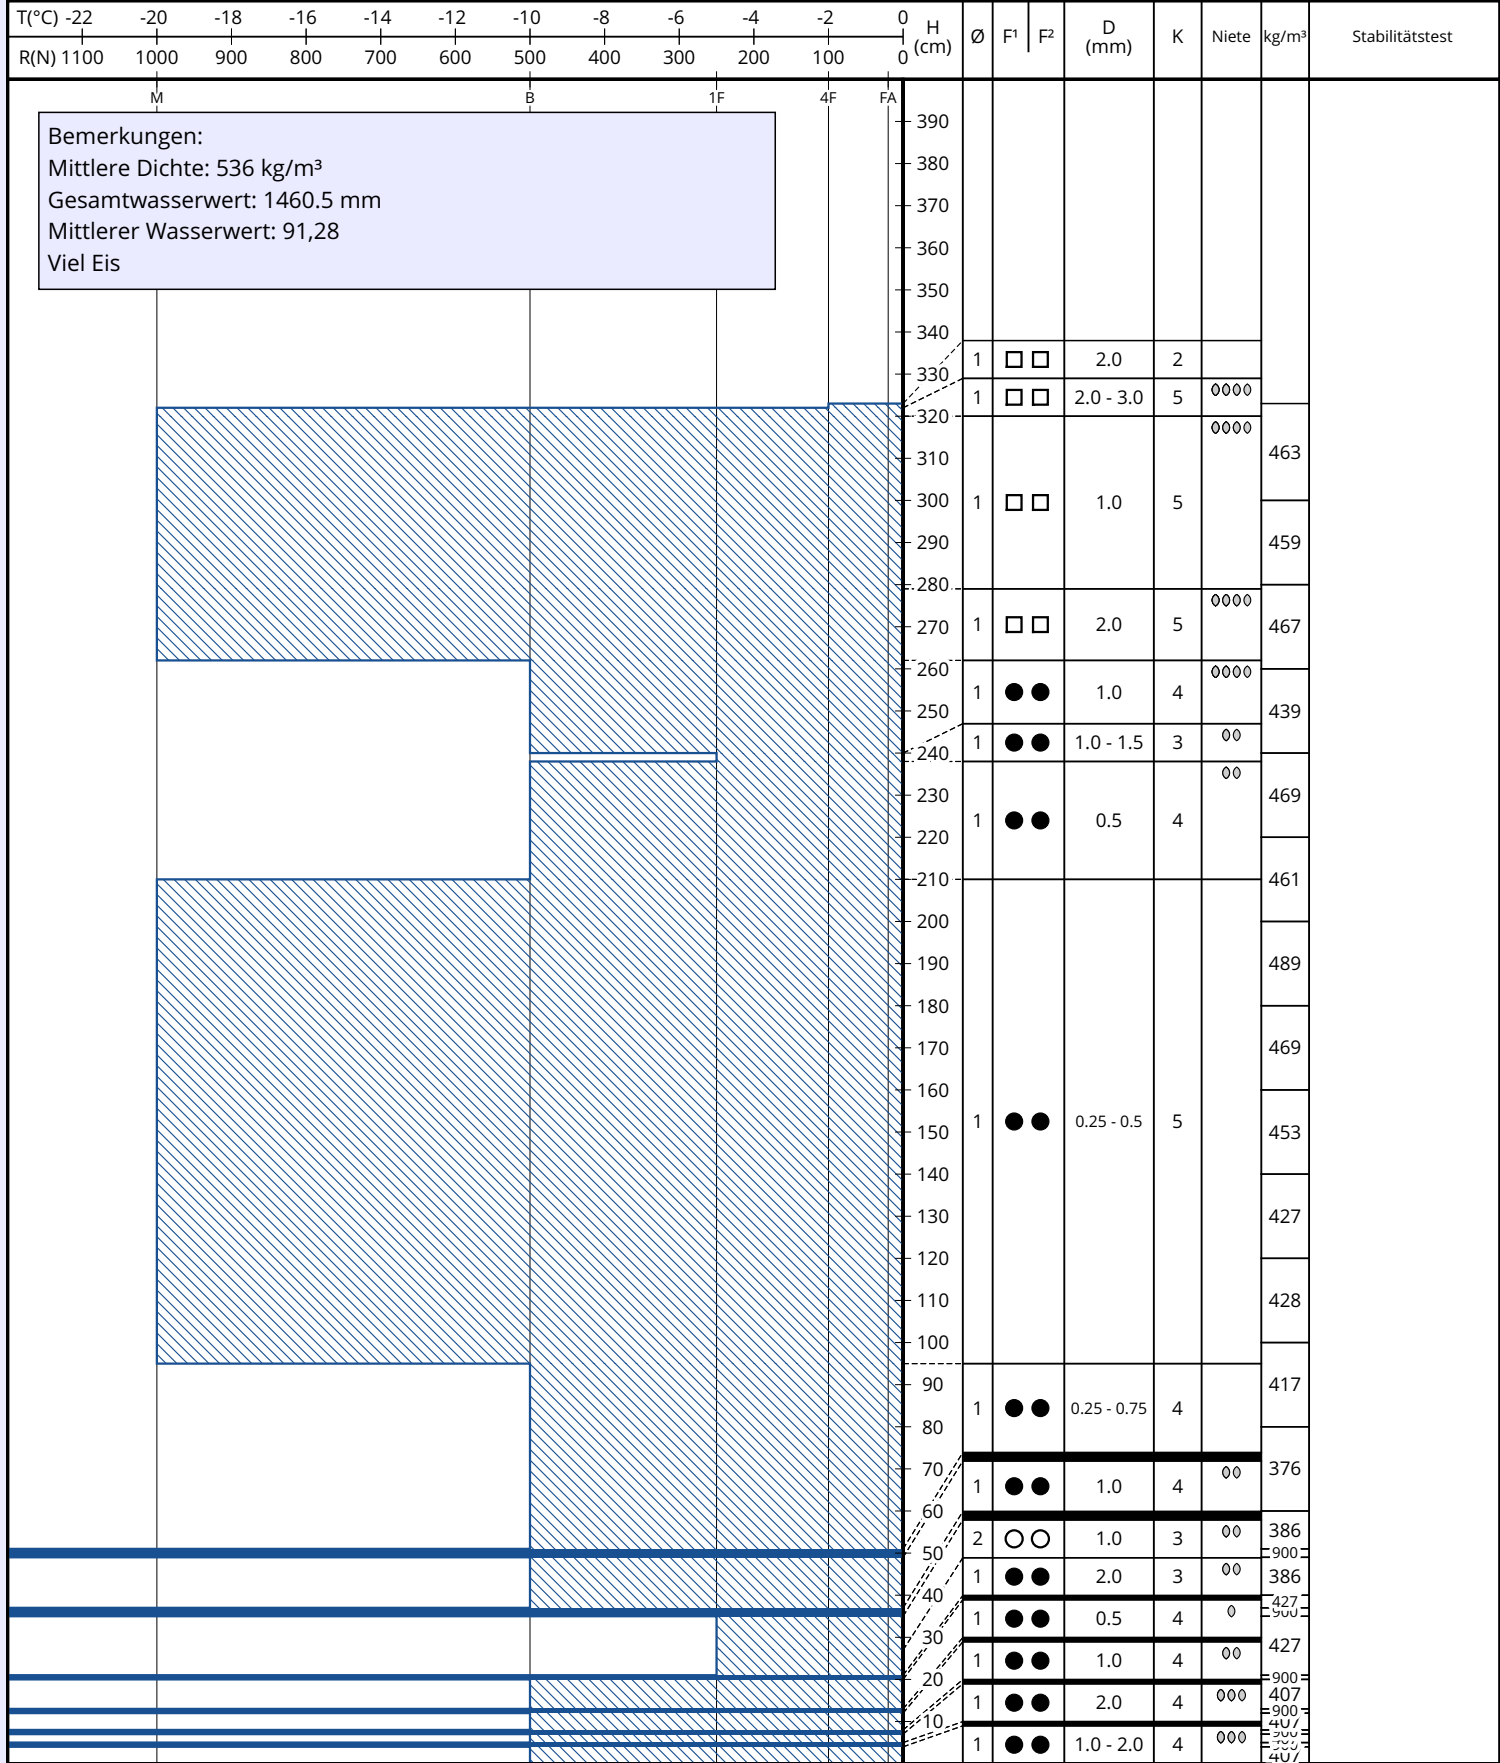 T(°C) -22 -20 -18 -16 -14 -12 -10 -8 -6 -4 -2 0
R(N) 1100 1000 900 800 700 600 500 400 300 200 100 0
H (cm) Ø F¹ F² D (mm) K Niete kg/m³ Stabilitätstest
M B 1F 4F FA
Bemerkungen:
Mittlere Dichte: 536 kg/m³
Gesamtwasserwert: 1460.5 mm
Mittlerer Wasserwert: 91,28
Viel Eis
390
380
370
360
350
340
330
320
310
300
290
280
270
260
250
240
230
220
210
200
190
180
170
160
150
140
130
120
110
100
90
80
70
60
50
40
30
20
10
1 2.0 2
1 2.0 - 3.0 5
1 1.0 5
1 2.0 5
1 1.0 4
1 1.0 - 1.5 3
1 0.5 4
1 0.25 - 0.5 5
1 0.25 - 0.75 4
1 1.0 4
2 1.0 3
1 2.0 3
1 0.5 4
1 1.0 4
1 2.0 4
1 1.0 - 2.0 4
463
459
467
439
469
461
489
469
453
427
428
417
376
386
900
386
427
900
427
900
407
900
407
900
900
407